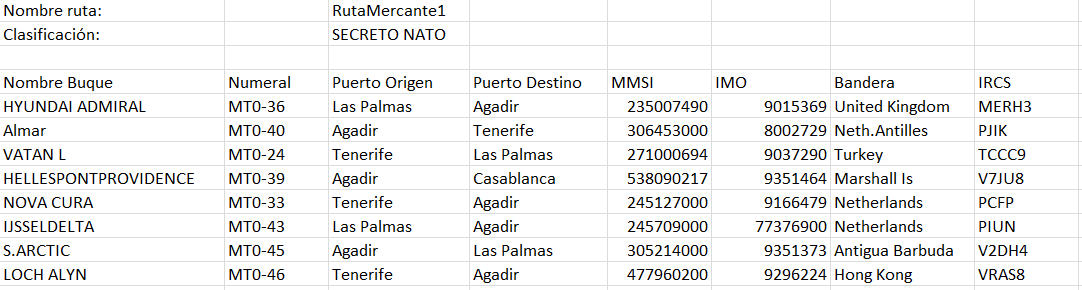 Nombre ruta: RutaMercante1
Clasificación: SECRETO NATO
Nombre Buque Numeral Puerto Origen Puerto Destino MMSI IMO Bandera IRCS
HYUNDAI ADMIRAL MT0-36 Las Palmas Agadir 235007490 9015369 United Kingdom MERH3
Almar MT0-40 Agadir Tenerife 306453000 8002729 Neth.Antilles PJIK
VATAN L MT0-24 Tenerife Las Palmas 271000694 9037290 Turkey TCCC9
HELLESPONTPROVIDENCE MT0-39 Agadir Casablanca 538090217 9351464 Marshall Is V7JU8
NOVA CURA MT0-33 Tenerife Agadir 245127000 9166479 Netherlands PCFP
IJSSELDELTA MT0-43 Las Palmas Agadir 245709000 77376900 Netherlands PIUN
S.ARCTIC MT0-45 Agadir Las Palmas 305214000 9351373 Antigua Barbuda V2DH4
LOCH ALYN MT0-46 Tenerife Agadir 477960200 9296224 Hong Kong VRAS8